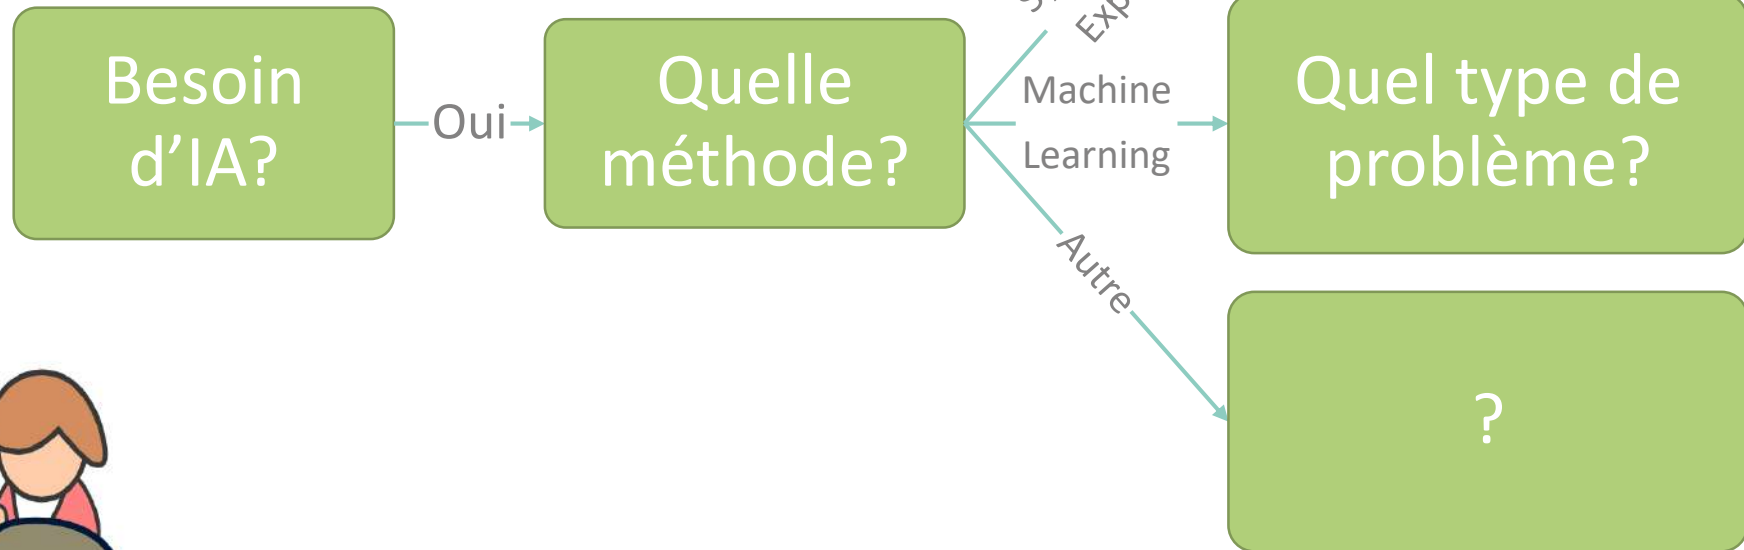 Besoin
d’IA?
Oui
Quelle
méthode?
Machine
Learning
Autre
Quel type de
problème?
?